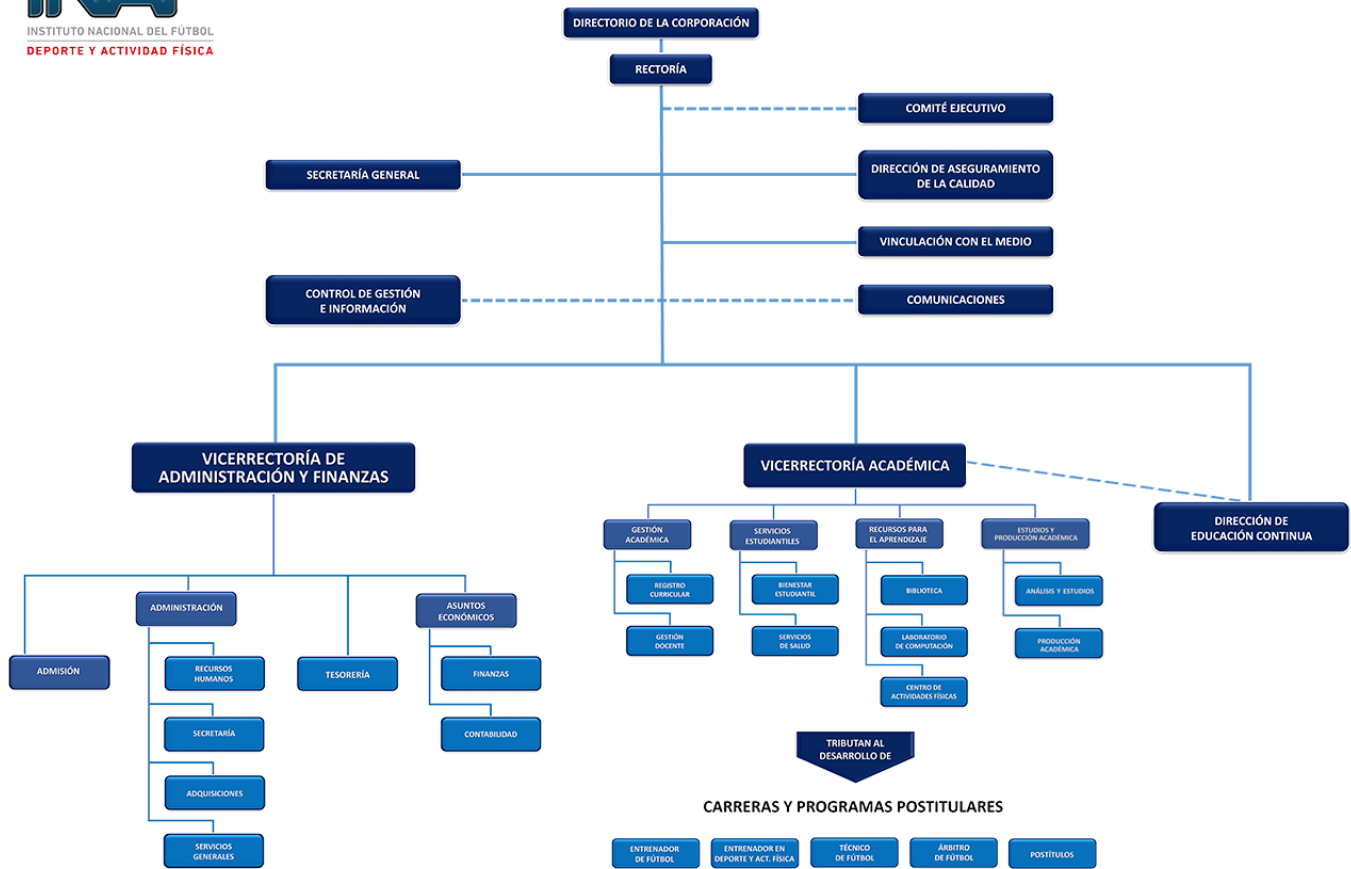 INSTITUTO NACIONAL DEL FÚTBOL
DEPORTE Y ACTIVIDAD FÍSICA
DIRECTORIO DE LA CORPORACIÓN
RECTORÍA
COMITÉ EJECUTIVO
SECRETARÍA GENERAL
DIRECCIÓN DE ASEGURAMIENTO
DE LA CALIDAD
VINCULACIÓN CON EL MEDIO
CONTROL DE GESTIÓN
E INFORMACIÓN
COMUNICACIONES
VICERRECTORÍA DE
ADMINISTRACIÓN Y FINANZAS
VICERRECTORÍA ACADÉMICA
DIRECCIÓN DE
EDUCACIÓN CONTINUA
GESTIÓN
ACADÉMICA
SERVICIOS
ESTUDIANTILES
RECURSOS PARA
EL APRENDIZAJE
ESTUDIOS Y
PRODUCCIÓN ACADÉMICA
REGISTRO
CURRICULAR
BIENESTAR
ESTUDIANTIL
BIBLIOTECA
ANÁLISIS Y ESTUDIOS
GESTIÓN
DOCENTE
SERVICIOS
DE SALUD
LABORATORIO
DE COMPUTACIÓN
PRODUCCIÓN
ACADÉMICA
CENTRO DE
ACTIVIDADES FÍSICAS
ADMISIÓN
ADMINISTRACIÓN
RECURSOS
HUMANOS
SECRETARÍA
ADQUISICIONES
SERVICIOS
GENERALES
TESORERÍA
ASUNTOS
ECONÓMICOS
FINANZAS
CONTABILIDAD
TRIBUTAN AL
DESARROLLO DE
CARRERAS Y PROGRAMAS POSTITULARES
ENTRENADOR
DE FÚTBOL
ENTRENADOR EN
DEPORTE Y ACT. FÍSICA
TÉCNICO
DE FÚTBOL
ÁRBITRO
DE FÚTBOL
POSTÍTULOS